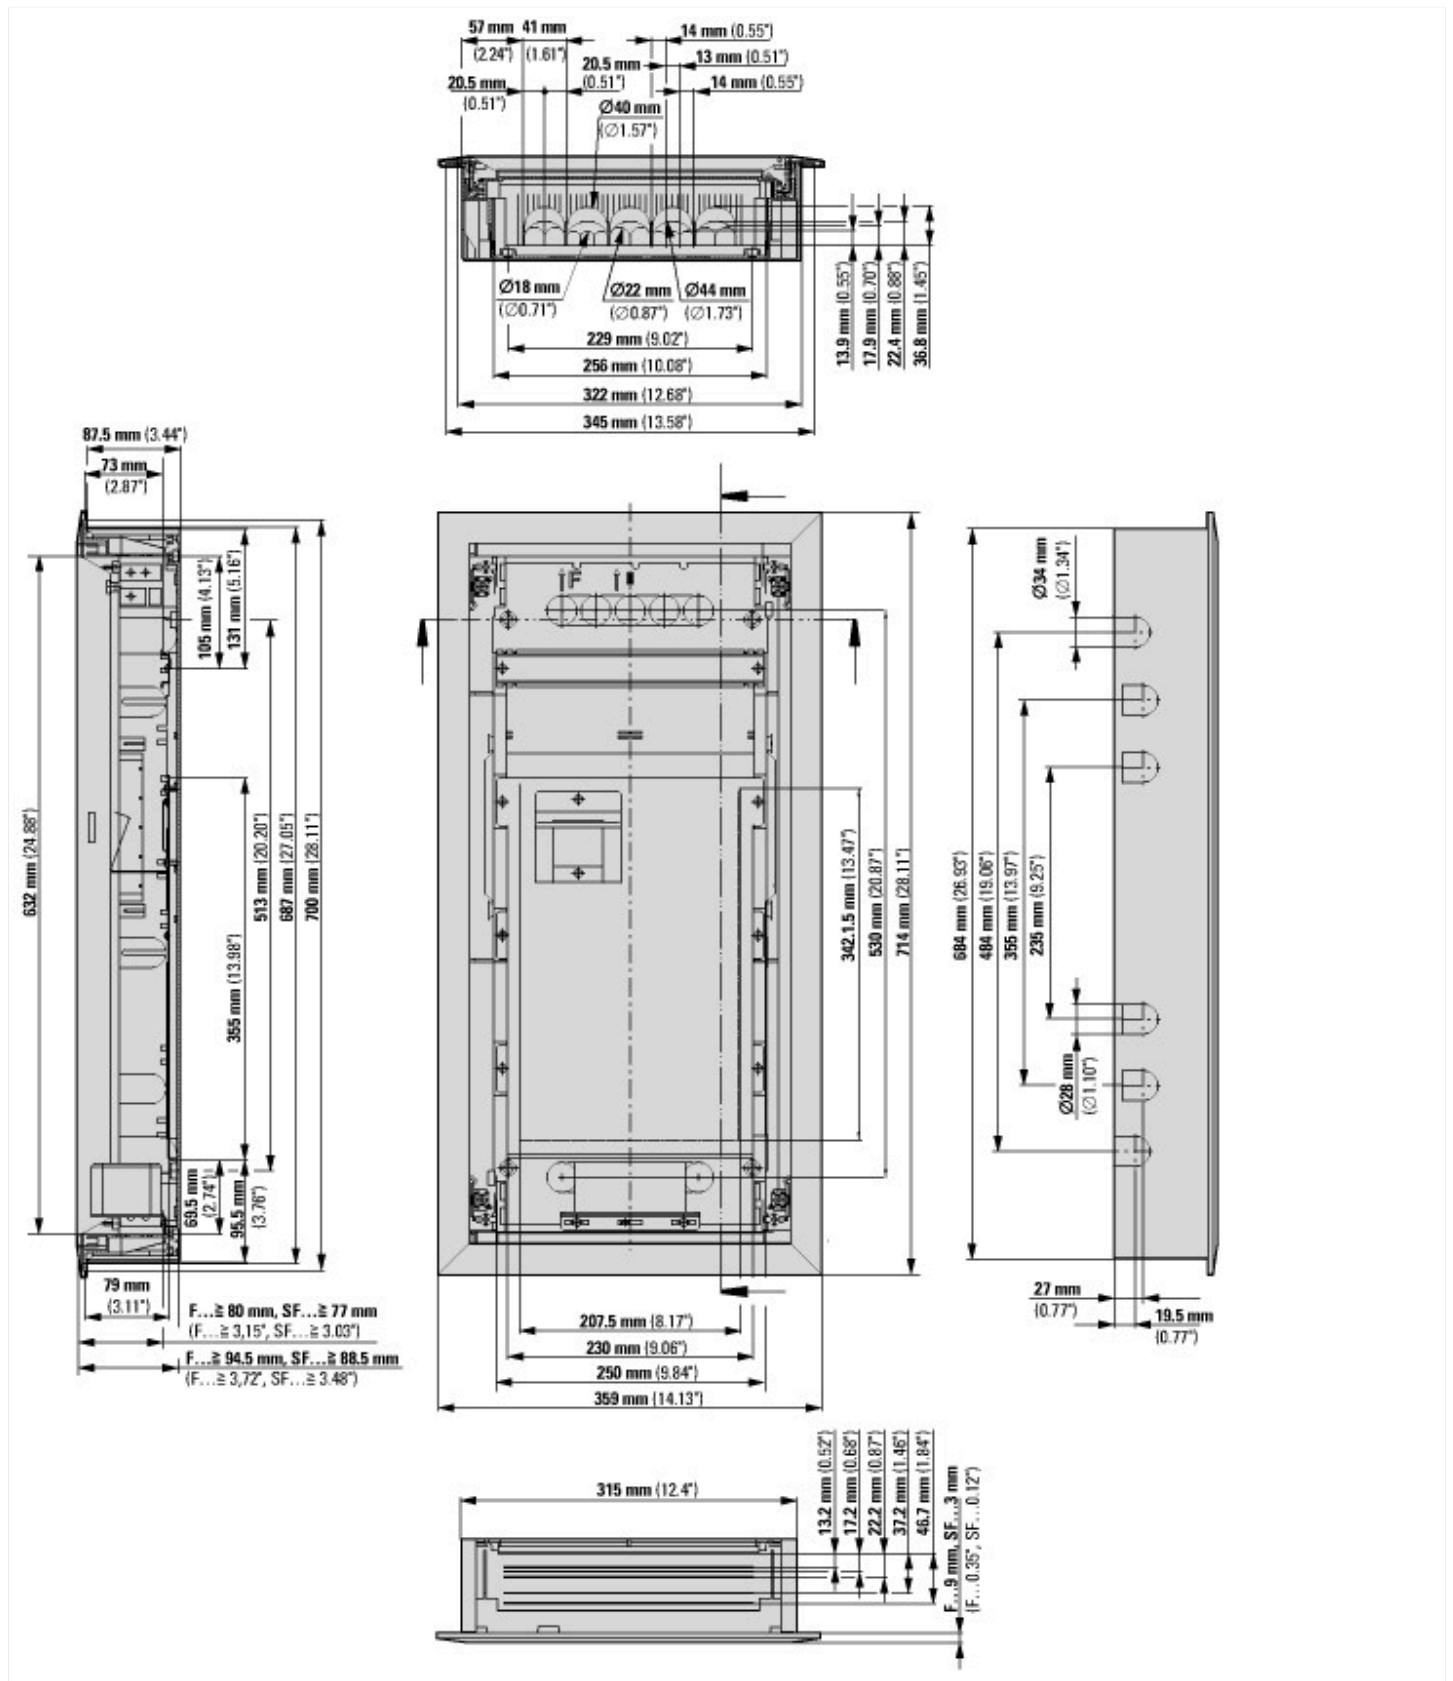 57 mm 41 mm
(2.24") (1.61")
14 mm (0.55")
13 mm (0.51")
20.5 mm
(0.51")
14 mm (0.55")
20.5 mm
(0.51")
Ø40 mm
(∅1.57")
Ø18 mm
(∅0.71")
Ø22 mm
(∅0.87")
Ø44 mm
(∅1.73")
13.9 mm (0.55")
17.9 mm (0.70")
22.4 mm (0.88")
36.8 mm (1.45")
229 mm (9.02")
256 mm (10.08")
322 mm (12.68")
345 mm (13.58")
87.5 mm (3.44")
73 mm
(2.87")
105 mm (4.13")
131 mm (5.16")
632 mm (24.88")
513 mm (20.20")
687 mm (27.05")
700 mm (28.11")
355 mm (13.98")
69.5 mm
(2.74")
95.5 mm
(3.76")
79 mm
(3.11")
F...≧ 80 mm, SF...≧ 77 mm
(F...≧ 3,15", SF...≧ 3.03")
F...≧ 94.5 mm, SF...≧ 88.5 mm
(F...≧ 3,72", SF...≧ 3.48")
342.1.5 mm (13.47")
530 mm (20.87")
714 mm (28.11")
207.5 mm (8.17")
230 mm (9.06")
250 mm (9.84")
359 mm (14.13")
Ø34 mm
(∅1.34")
684 mm (26.93")
484 mm (19.06")
355 mm (13.97")
235 mm (9.25")
Ø28 mm
(∅1.10")
27 mm
(0.77")
19.5 mm
(0.77")
315 mm (12.4")
13.2 mm (0.52")
17.2 mm (0.68")
22.2 mm (0.87")
37.2 mm (1.46")
46.7 mm (1.84")
F...9 mm, SF...3 mm
(F...0.35", SF...0.12")